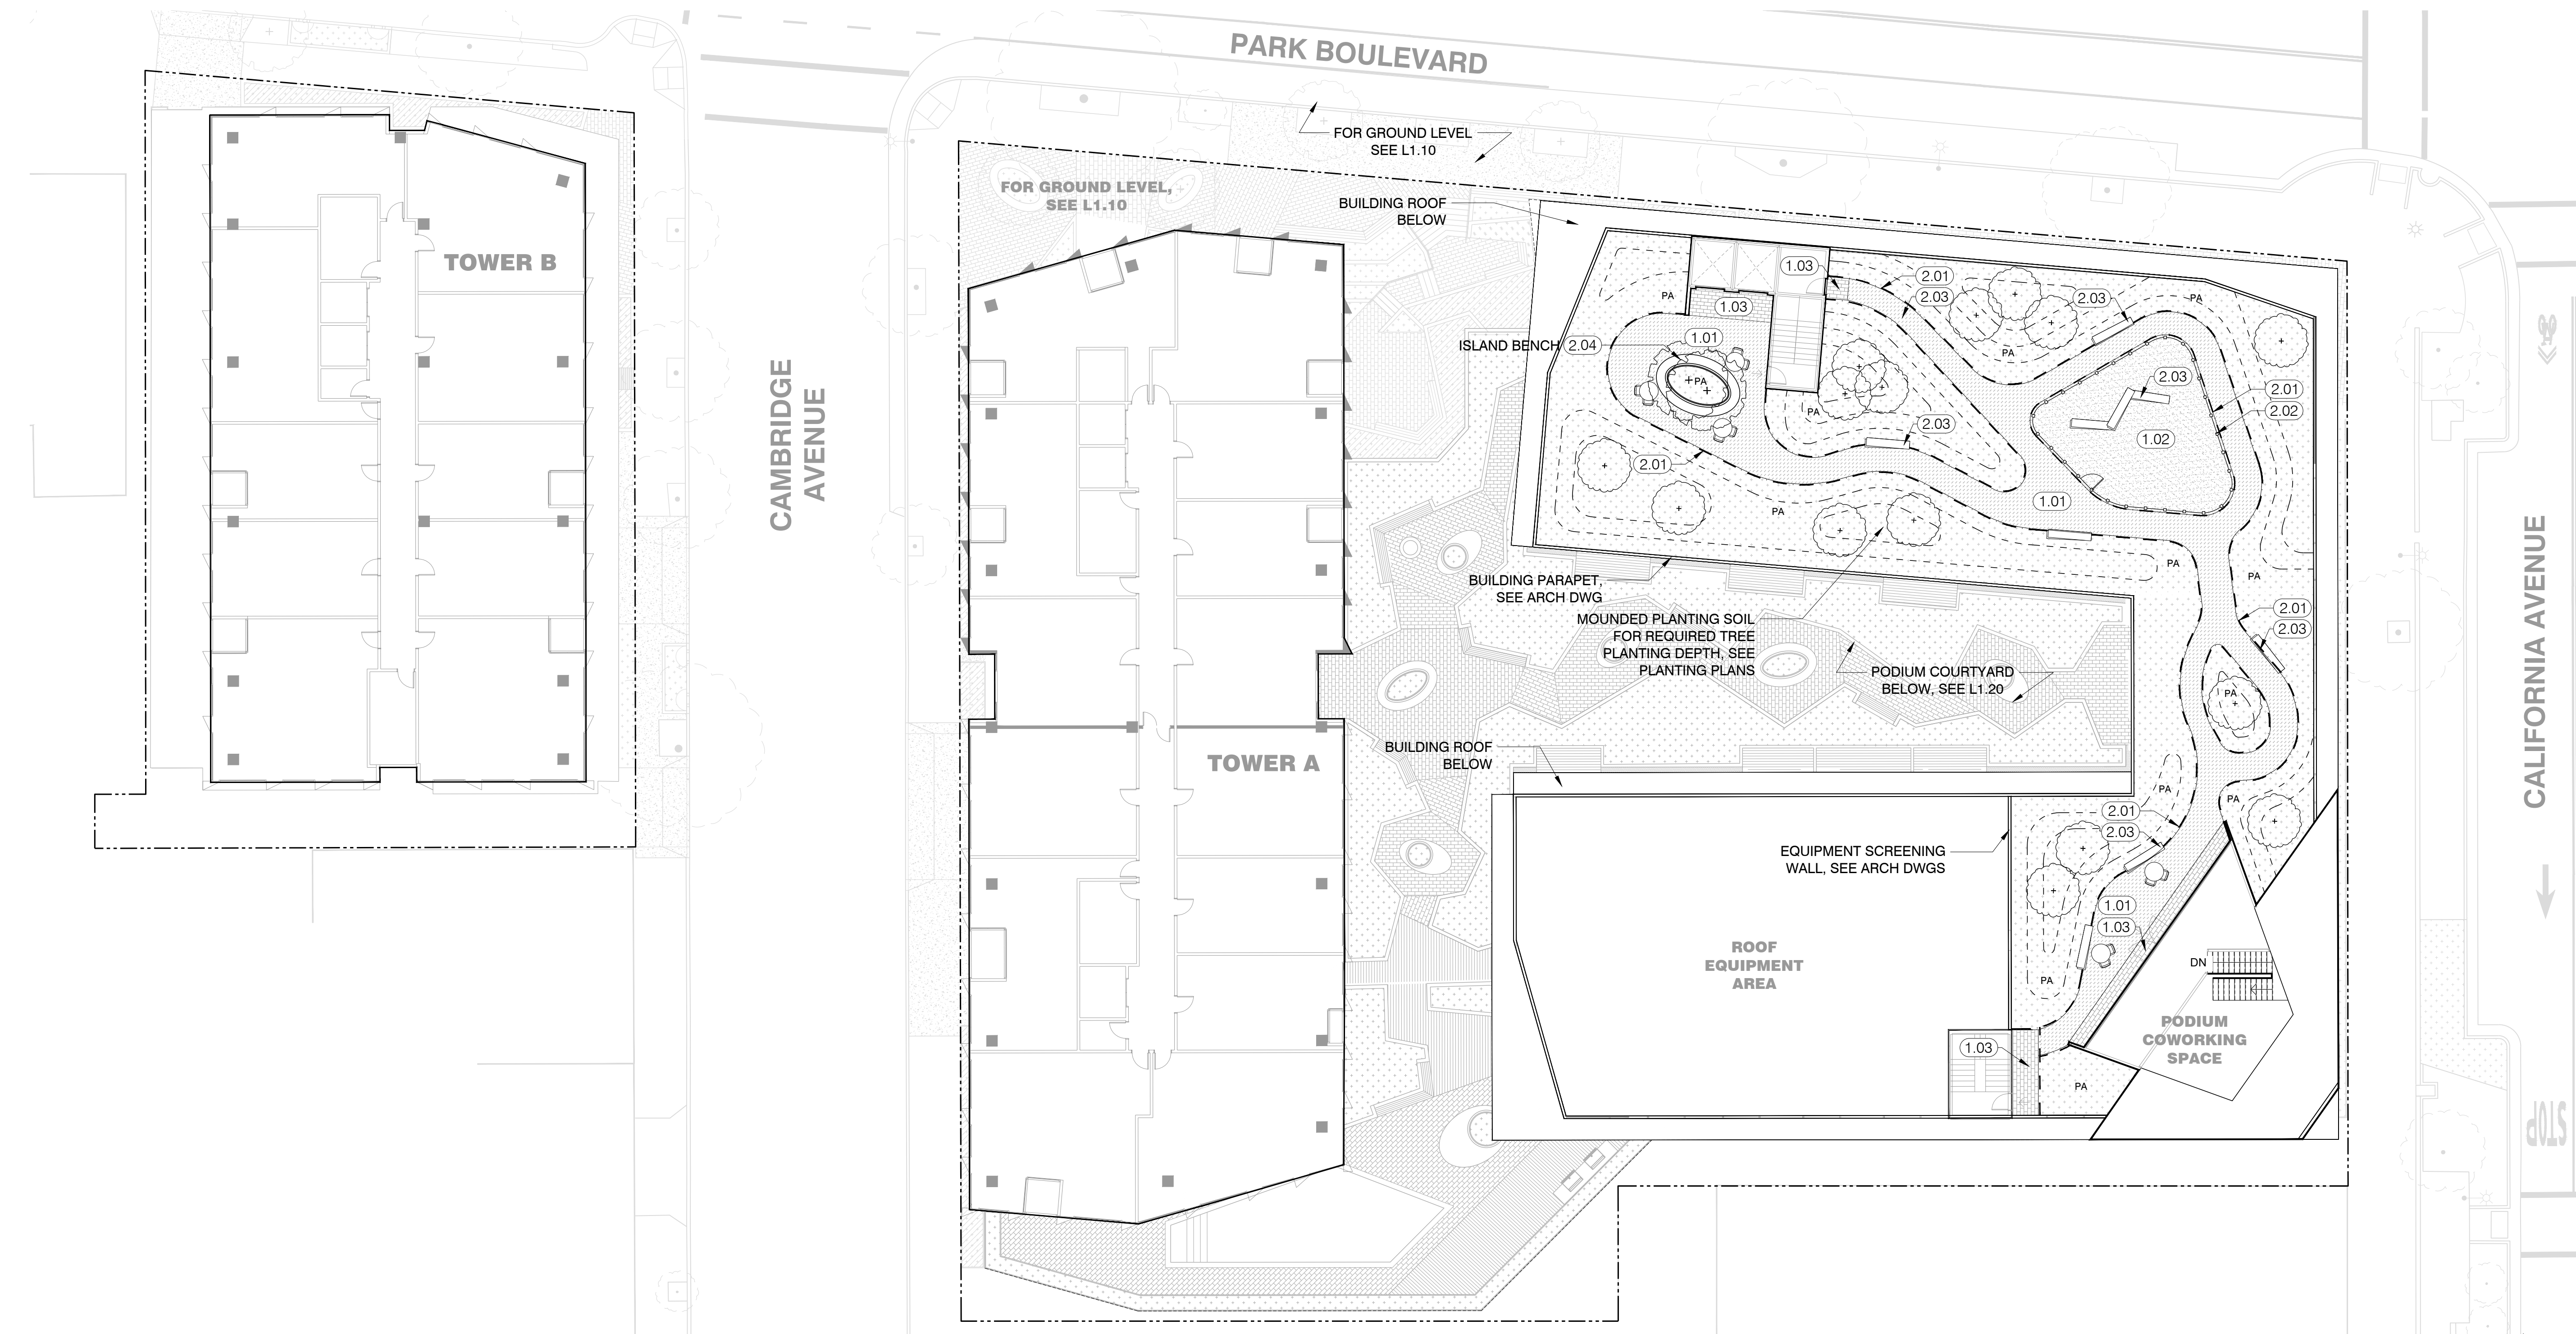 PARK BOULEVARD
FOR GROUND LEVEL
SEE L1.10
FOR GROUND LEVEL,
SEE L1.10
BUILDING ROOF
BELOW
TOWER B
1.03
2.01
2.03
2.03
PA
PA
1.03
ISLAND BENCH
2.04
1.01
PA
PA
2.03
2.01
2.02
PA
2.03
1.02
2.01
1.01
PA
CAMBRIDGE
AVENUE
CALIFORNIA AVENUE
BUILDING PARAPET,
SEE ARCH DWG
PA
PA
MOUNDED PLANTING SOIL
FOR REQUIRED TREE
PLANTING DEPTH, SEE
PLANTING PLANS
PODIUM COURTYARD
BELOW, SEE L1.20
2.01
2.03
PA
BUILDING ROOF
BELOW
TOWER A
PA
PA
2.01
2.03
EQUIPMENT SCREENING
WALL, SEE ARCH DWGS
1.01
1.03
ROOF
EQUIPMENT
AREA
DN
PA
PODIUM
COWORKING
SPACE
1.03
PA
STOP